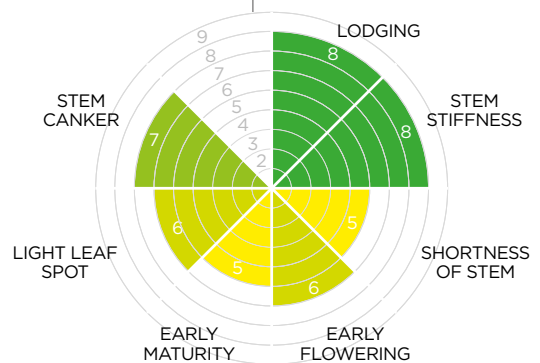 LODGING
9
8
8
7
6
5
4
3
2
STEM
CANKER
7
STEM
STIFFNESS
8
LIGHT LEAF
SPOT
6
5
SHORTNESS
OF STEM
5
6
EARLY
MATURITY
EARLY
FLOWERING